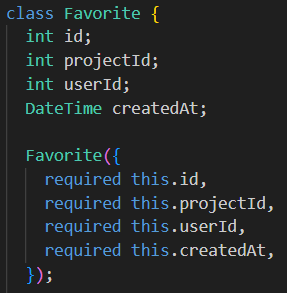 class Favorite {
  int id;
  int projectId;
  int userId;
  DateTime createdAt;

  Favorite({
    required this.id,
    required this.projectId,
    required this.userId,
    required this.createdAt,
  });